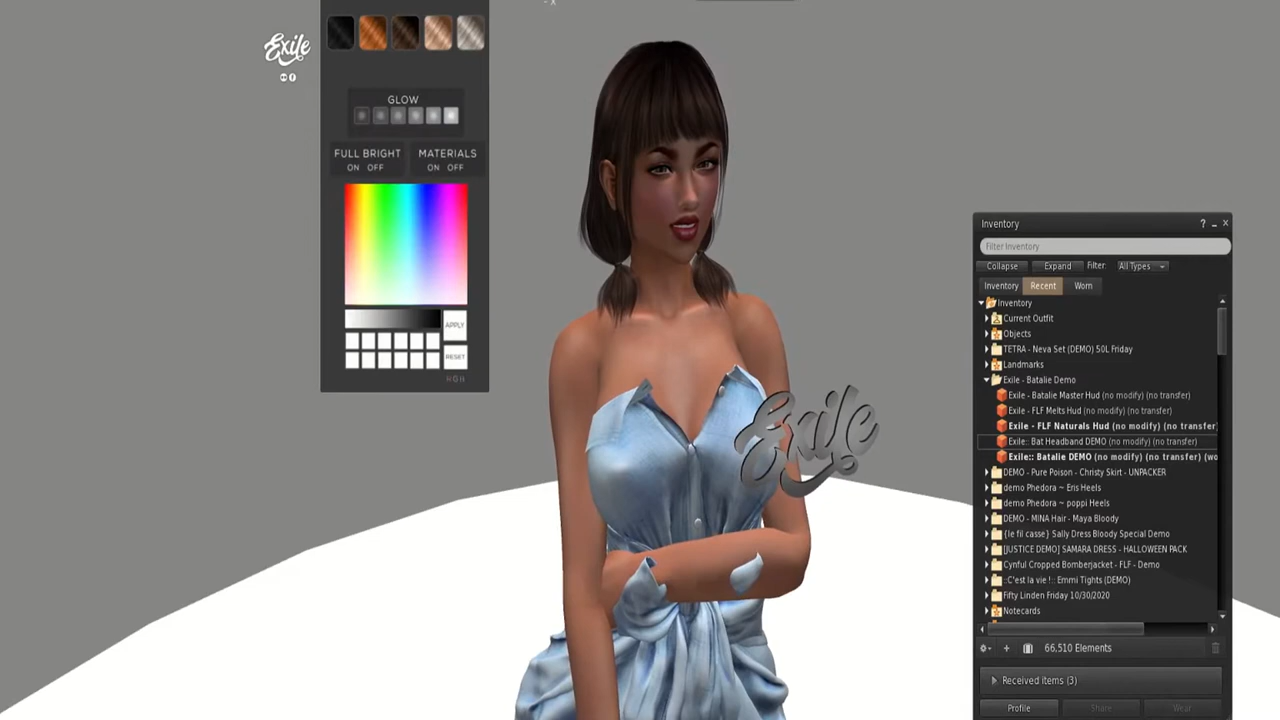 Exile
GLOW
FULL BRIGHT
ON OFF
MATERIALS
ON OFF
APPLY
RESET
Exile
Inventory
? _ X
Filter Inventory
Collapse Expand Filter: All Types
Inventory Recent Worn
Inventory
Current Outfit
Objects
TETRA - Neva Set (DEMO) 50L Friday
Landmarks
Exile - Batalie Demo
Exile - Batalie Master Hud (no modify) (no transfer)
Exile - FLF Melts Hud (no modify) (no transfer)
Exile - FLF Naturals Hud (no modify) (no transfer)
Exile:: Bat Headband DEMO (no modify) (no transfer)
Exile:: Batalie DEMO (no modify) (no transfer) (wo
DEMO - Pure Poison - Christy Skirt - UNPACKER
demo Phedora ~ Eris Heels
demo Phedora ~ poppi Heels
DEMO - MINA Hair - Maya Bloody
{le fil casse} Sally Dress Bloody Special Demo
[JUSTICE DEMO] SAMARA DRESS - HALLOWEEN PACK
Cynful Cropped Bomberjacket - FLF - Demo
::C'est la vie !:: Emmi Tights (DEMO)
Fifty Linden Friday 10/30/2020
Notecards
66,510 Elements
Received items (3)
Profile Share Wear